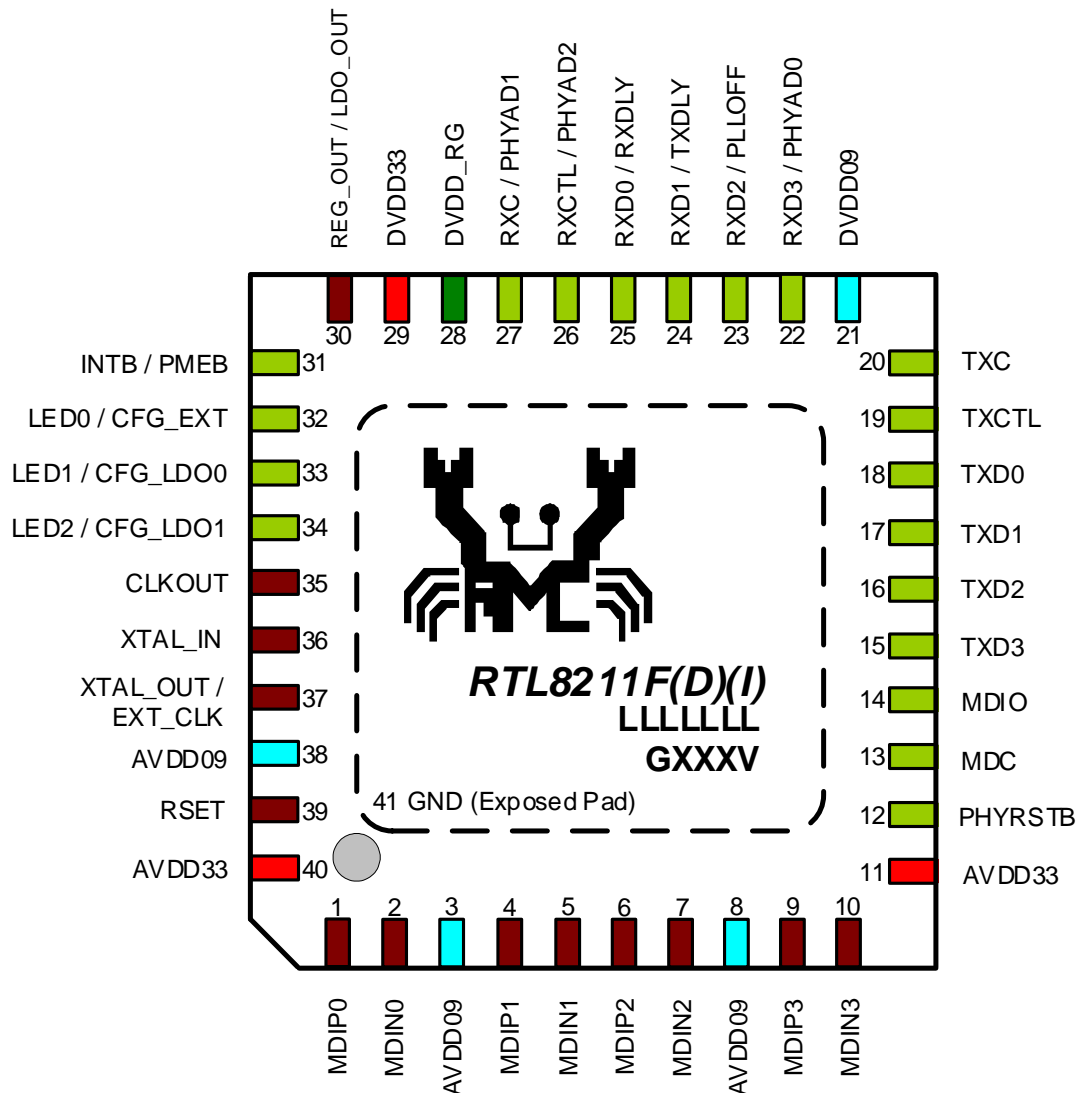 REG_OUT / LDO_OUT
DVDD33
DVDD_RG
RXC / PHYAD1
RXCTL / PHYAD2
RXD0 / RXDLY
RXD1 / TXDLY
RXD2 / PLLOFF
RXD3 / PHYAD0
DVDD09
30
29
28
27
26
25
24
23
22
21
INTB / PMEB
31
LED0 / CFG_EXT
32
LED1 / CFG_LDO0
33
LED2 / CFG_LDO1
34
CLKOUT
35
XTAL_IN
36
XTAL_OUT /
EXT_CLK
37
AVDD09
38
RSET
39
AVDD33
40
20
TXC
19
TXCTL
18
TXD0
17
TXD1
16
TXD2
15
TXD3
14
MDIO
13
MDC
12
PHYRSTB
11
AVDD33
RTL8211F(D)(I)
LLLLLLL
GXXXV
41 GND (Exposed Pad)
1
2
3
4
5
6
7
8
9
10
MDIP0
MDIN0
AVDD09
MDIP1
MDIN1
MDIP2
MDIN2
AVDD09
MDIP3
MDIN3